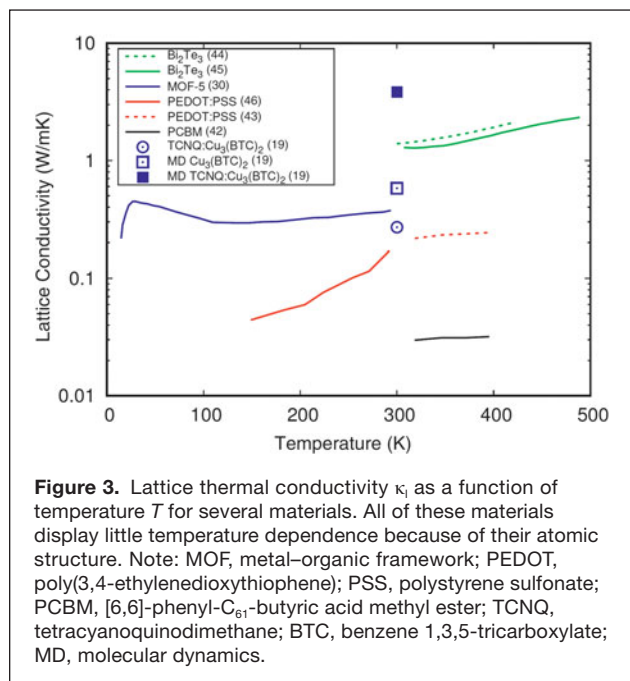 10
1
0.1
0.01
Lattice Conductivity (W/mK)
Bi₂Te₃ (44)
Bi₂Te₃ (45)
MOF-5 (30)
PEDOT:PSS (46)
PEDOT:PSS (43)
PCBM (42)
TCNQ:Cu₃(BTC)₂ (19)
MD Cu₃(BTC)₂ (19)
MD TCNQ:Cu₃(BTC)₂ (19)
0 100 200 300 400 500
Temperature (K)
Figure 3. Lattice thermal conductivity κₗ as a function of
temperature T for several materials. All of these materials
display little temperature dependence because of their atomic
structure. Note: MOF, metal–organic framework; PEDOT,
poly(3,4-ethylenedioxythiophene); PSS, polystyrene sulfonate;
PCBM, [6,6]-phenyl-C₆₁-butyric acid methyl ester; TCNQ,
tetracyanoquinodimethane; BTC, benzene 1,3,5-tricarboxylate;
MD, molecular dynamics.